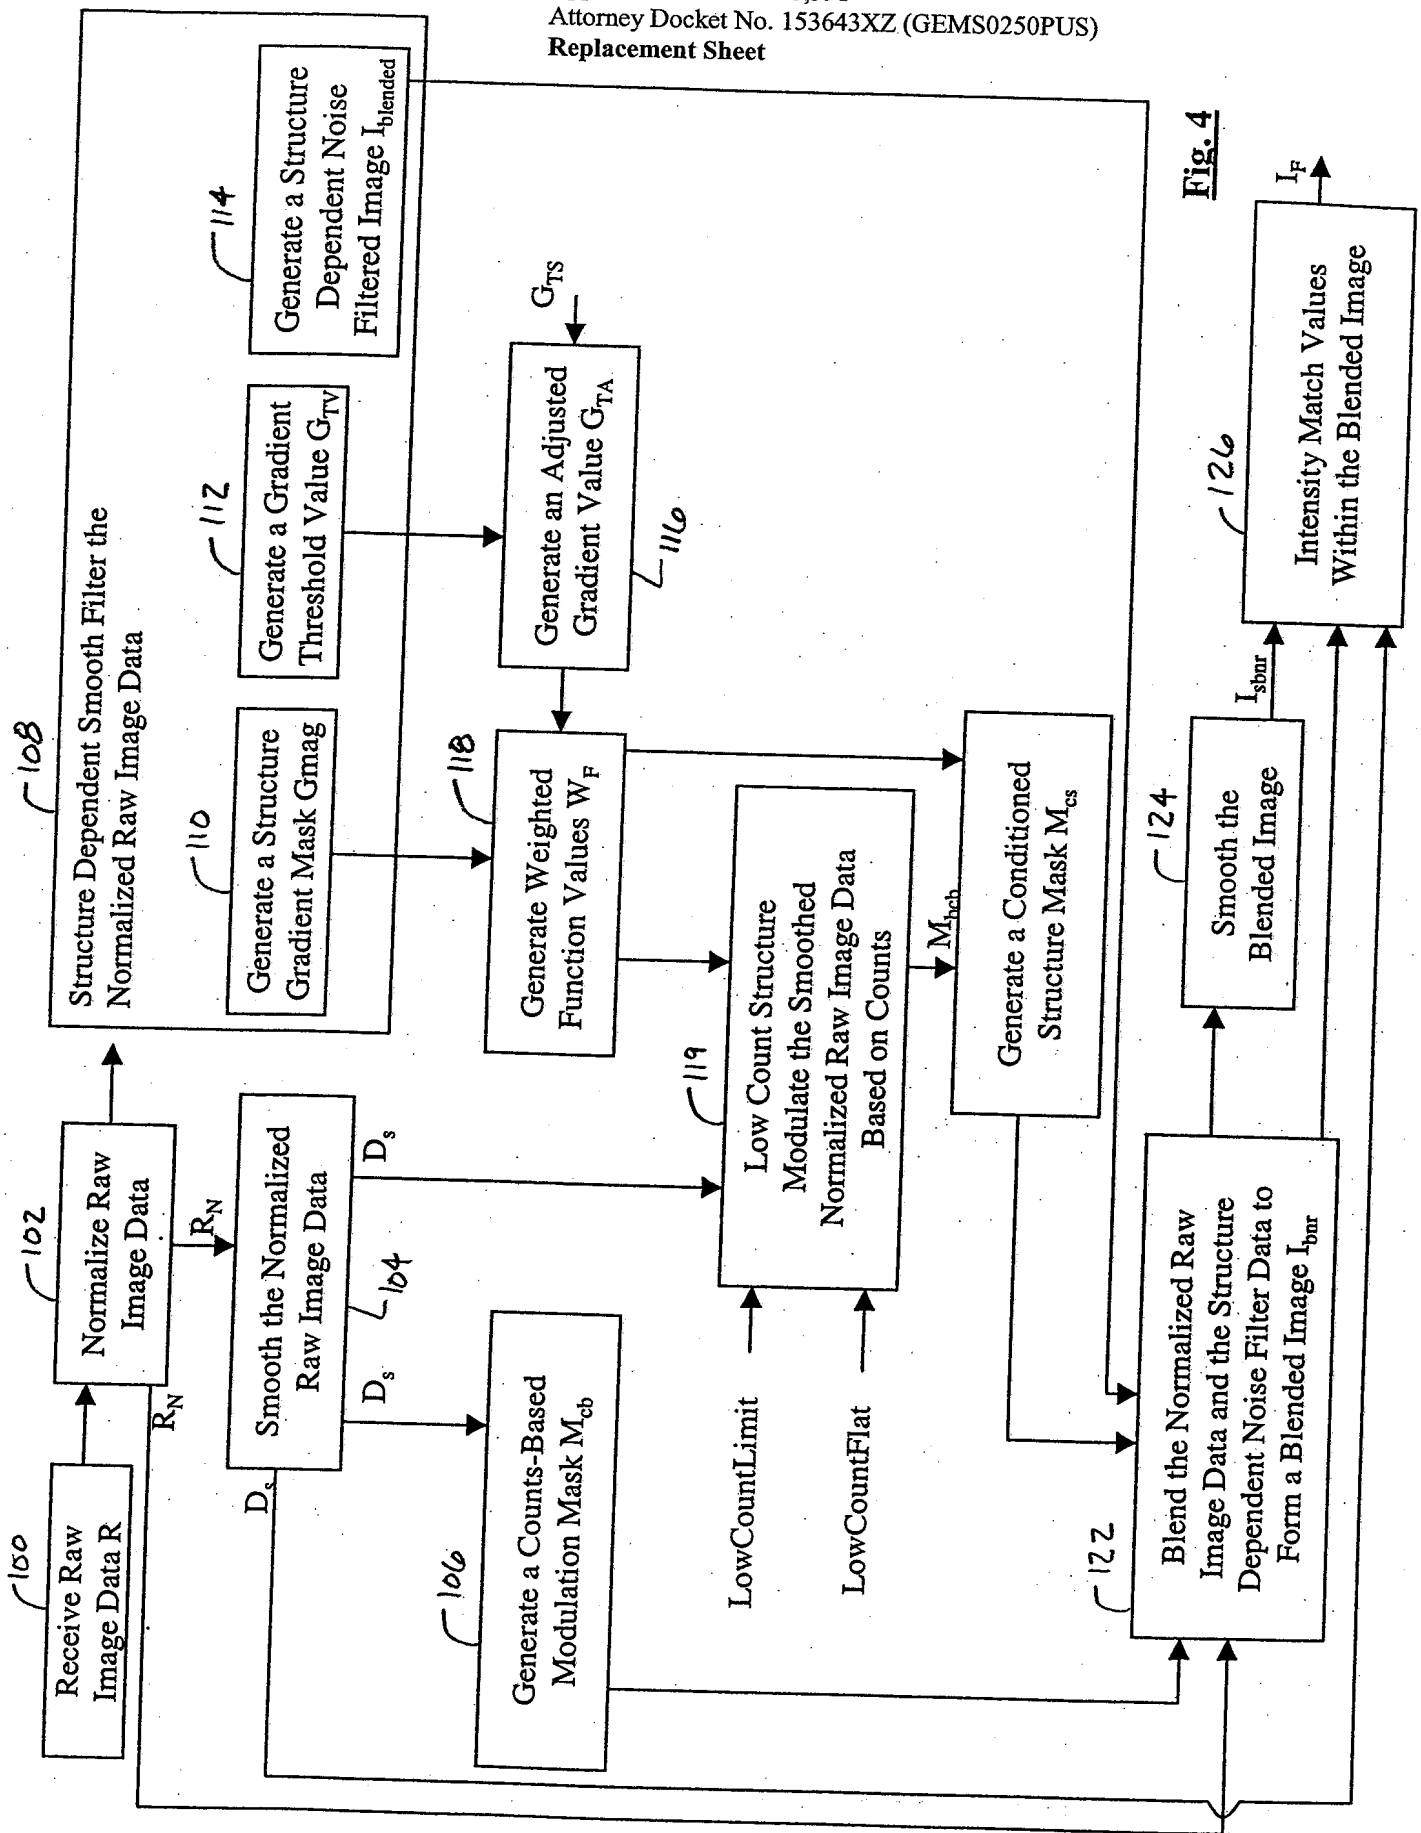 Attorney Docket No. 153643XZ (GEMS0250PUS)
Replacement Sheet
100
Receive Raw
Image Data R
102
Normalize Raw
Image Data
R_N
R_N
108
Structure Dependent Smooth Filter the
Normalized Raw Image Data
110
Generate a Structure
Gradient Mask Gmag
112
Generate a Gradient
Threshold Value G_TV
114
Generate a Structure
Dependent Noise
Filtered Image I_blended
Smooth the Normalized
Raw Image Data
104
D_s
D_s
D_s
106
Generate a Counts-Based
Modulation Mask M_cb
118
Generate Weighted
Function Values W_F
Generate an Adjusted
Gradient Value G_TA
116
G_TS
119
Low Count Structure
Modulate the Smoothed
Normalized Raw Image Data
Based on Counts
LowCountLimit
LowCountFlat
M_bcb
Generate a Conditioned
Structure Mask M_cs
122
Blend the Normalized Raw
Image Data and the Structure
Dependent Noise Filter Data to
Form a Blended Image I_bnr
124
Smooth the
Blended Image
I_sbnr
126
Intensity Match Values
Within the Blended Image
I_F
Fig. 4